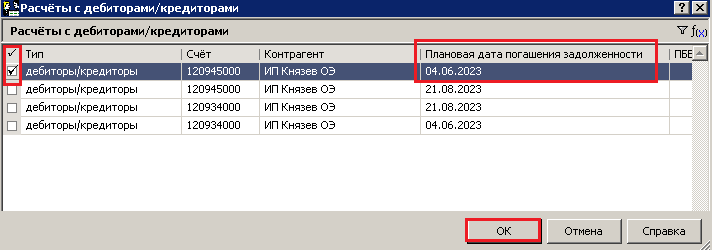 Расчёты с дебиторами/кредиторами
Расчёты с дебиторами/кредиторами f(x)
Тип Счёт Контрагент Плановая дата погашения задолженности ПБЕ
дебиторы/кредиторы 120945000 ИП Князев ОЭ 04.06.2023
дебиторы/кредиторы 120945000 ИП Князев ОЭ 21.08.2023
дебиторы/кредиторы 120934000 ИП Князев ОЭ 21.08.2023
дебиторы/кредиторы 120934000 ИП Князев ОЭ 04.06.2023
ОК Отмена Справка